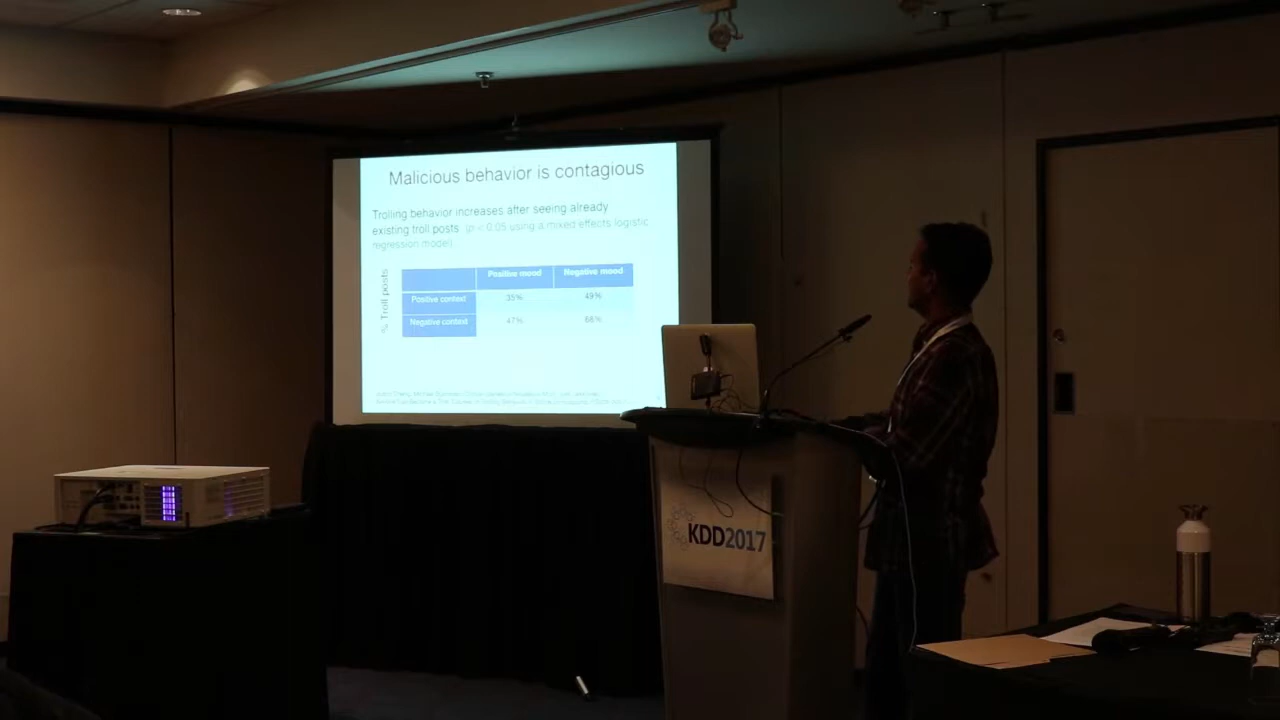 Malicious behavior is contagious
Trolling behavior increases after seeing already
existing troll posts (p < 0.05 using a mixed effects logistic
regression model)
% Troll posts
Positive mood Negative mood
Positive context 35% 49%
Negative context 47% 68%
KDD2017